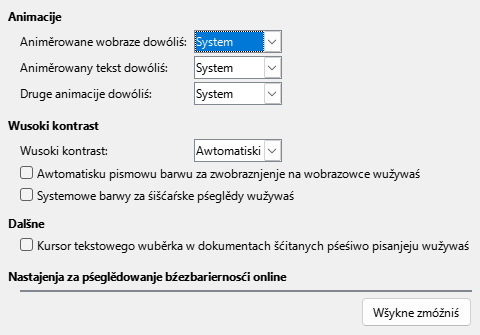 Animacije
Animěrowane wobraze dowóliś: System
Animěrowany tekst dowóliś: System
Druge animacije dowóliś: System
Wusoki kontrast
Wusoki kontrast: Awtomatiski
Awtomatisku pismowu barwu za zwobraznjenje na wobrazowce wužywaś
Systemowe barwy za śišćańske pśeglědy wužywaś
Dalšne
Kursor tekstowego wuběrka w dokumentach šćitanych pśeśiwo pisanjeju wužywaś
Nastajenja za pśeglědowanje bźezbariernosći online
Wšykne zmóžniś